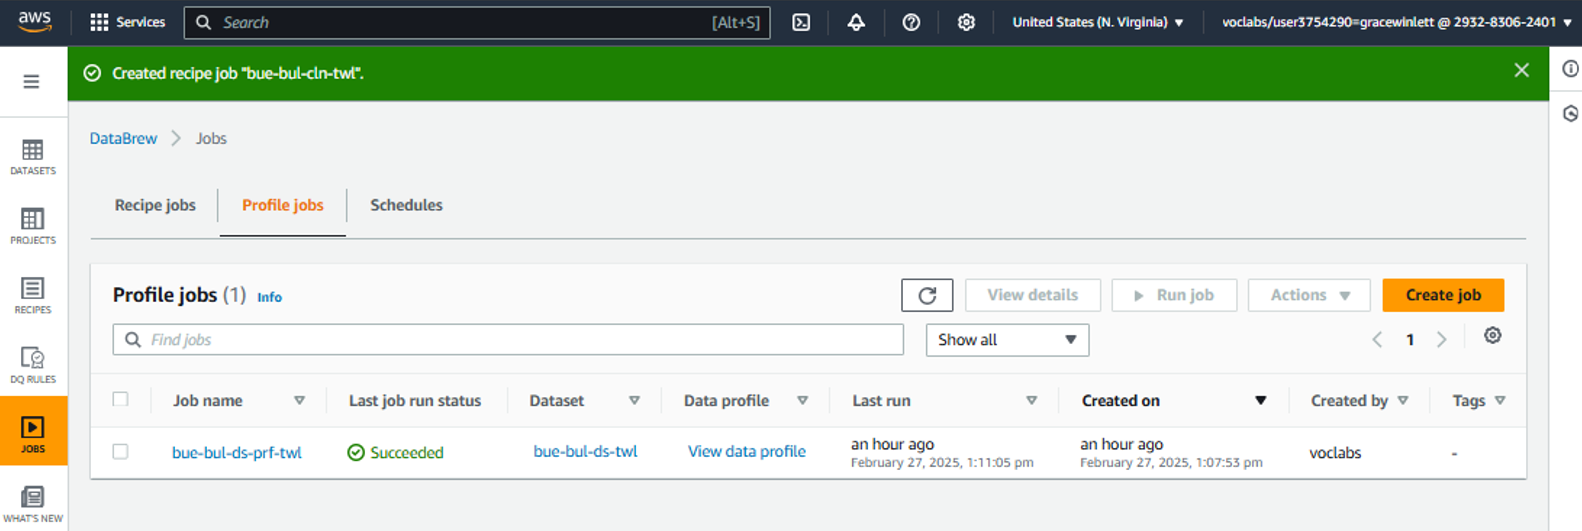 aws Services Search [Alt+S] United States (N. Virginia) voclabs/user3754290=gracewinlett @ 2932-8306-2401
Created recipe job "bue-bul-cln-twl".
DataBrew Jobs
DATASETS
PROJECTS
RECIPES
DQ RULES
JOBS
WHAT'S NEW
Recipe jobs Profile jobs Schedules
Profile jobs (1) Info View details Run job Actions Create job
Find jobs Show all 1
Job name Last job run status Dataset Data profile Last run Created on Created by Tags
bue-bul-ds-prf-twl Succeeded bue-bul-ds-twl View data profile an hour ago an hour ago voclabs -
February 27, 2025, 1:11:05 pm February 27, 2025, 1:07:53 pm